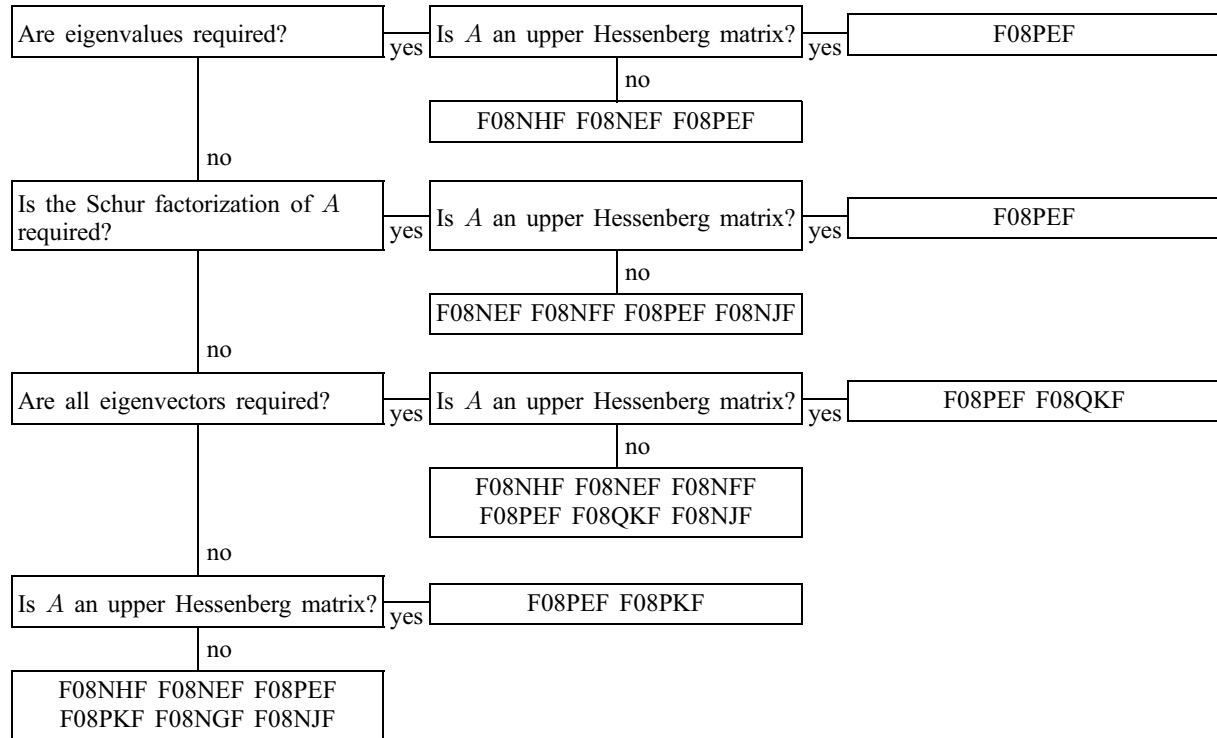 Are eigenvalues required?
yes
Is A an upper Hessenberg matrix?
yes
F08PEF
no
F08NHF F08NEF F08PEF
no
Is the Schur factorization of A
required?
yes
Is A an upper Hessenberg matrix?
yes
F08PEF
no
F08NEF F08NFF F08PEF F08NJF
no
Are all eigenvectors required?
yes
Is A an upper Hessenberg matrix?
yes
F08PEF F08QKF
no
F08NHF F08NEF F08NFF
F08PEF F08QKF F08NJF
no
Is A an upper Hessenberg matrix?
yes
F08PEF F08PKF
no
F08NHF F08NEF F08PEF
F08PKF F08NGF F08NJF